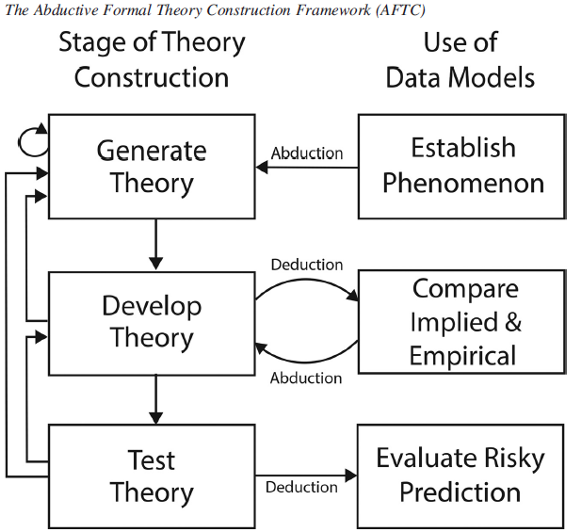 The Abductive Formal Theory Construction Framework (AFTC)
Stage of Theory
Construction
Use of
Data Models
Generate
Theory
Abduction
Establish
Phenomenon
Develop
Theory
Deduction
Abduction
Compare
Implied &
Empirical
Test
Theory
Deduction
Evaluate Risky
Prediction